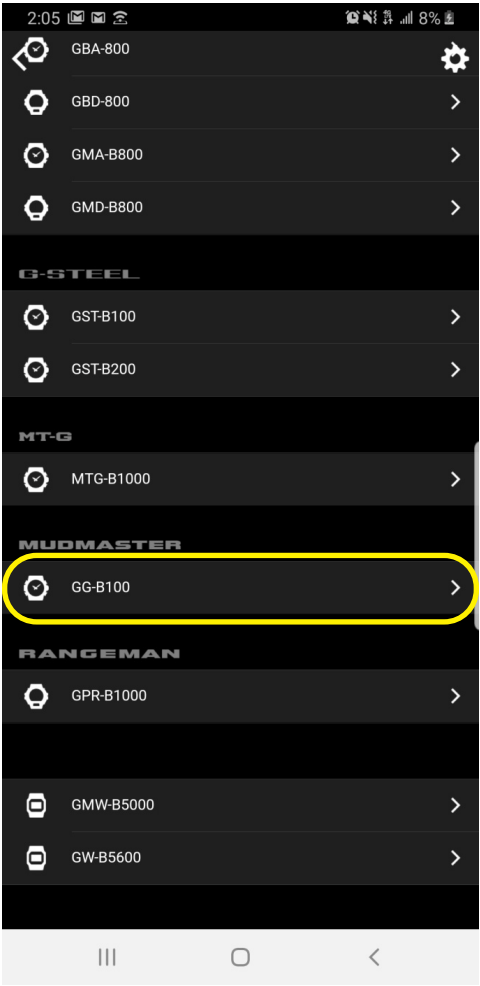 2:05 8%
GBA-800
GBD-800
GMA-B800
GMD-B800
G-STEEL
GST-B100
GST-B200
MT-G
MTG-B1000
MUDMASTER
GG-B100
RANGEMAN
GPR-B1000
GMW-B5000
GW-B5600